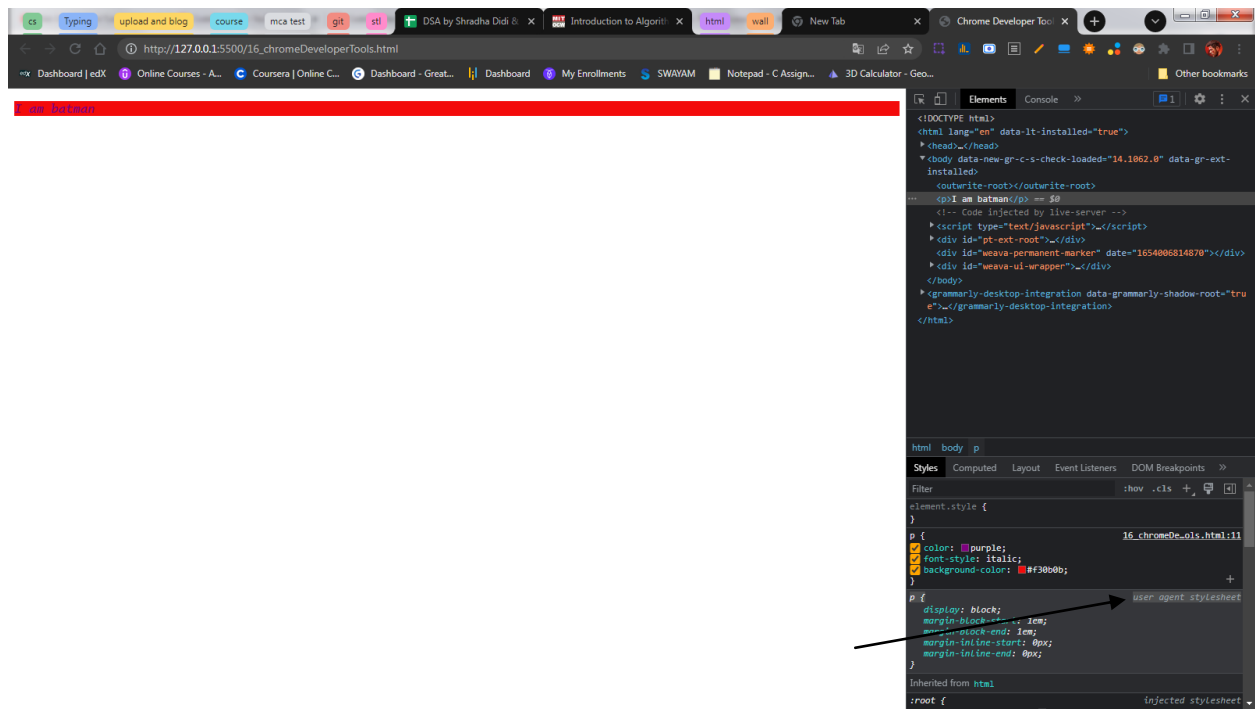 cs Typing upload and blog course mca test git stl DSA by Shradha Didi & Introduction to Algorith html wall New Tab Chrome Developer Tool
http://127.0.0.1:5500/16_chromeDeveloperTools.html
Dashboard | edX Online Courses - A... Coursera | Online C... Dashboard - Great... Dashboard My Enrollments SWAYAM Notepad - C Assign... 3D Calculator - Geo... Other bookmarks
I am batman
Elements Console » 1
<!DOCTYPE html>
<html lang="en" data-lt-installed="true">
<head>…</head>
<body data-new-gr-c-s-check-loaded="14.1062.0" data-gr-ext-
installed>
<outwrite-root></outwrite-root>
<p>I am batman</p> == $0
<!-- Code injected by live-server -->
<script type="text/javascript">…</script>
<div id="pt-ext-root">…</div>
<div id="weava-permanent-marker" date="1654006814870"></div>
<div id="weava-ui-wrapper">…</div>
</body>
<grammarly-desktop-integration data-grammarly-shadow-root="tru
e">…</grammarly-desktop-integration>
</html>
html body p
Styles Computed Layout Event Listeners DOM Breakpoints »
Filter :hov .cls +
element.style {
}
p { 16_chromeDe…ols.html:11
color: purple;
font-style: italic;
background-color: #f30b0b;
}
p { user agent stylesheet
display: block;
margin-block-start: 1em;
margin-block-end: 1em;
margin-inline-start: 0px;
margin-inline-end: 0px;
}
Inherited from html
:root { injected stylesheet